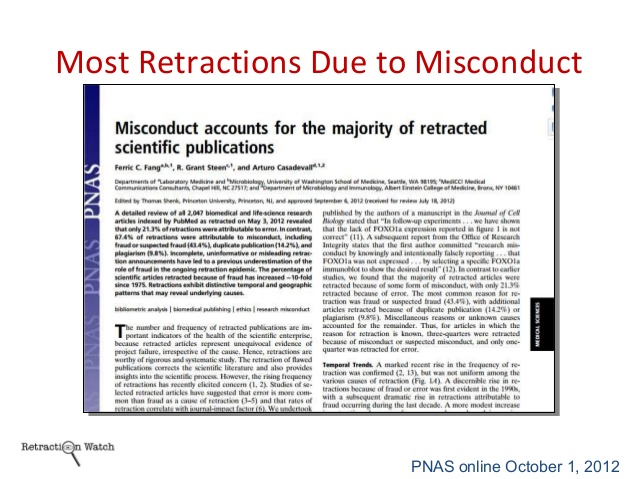 Most Retractions Due to Misconduct
PNAS PNAS PNAS
Misconduct accounts for the majority of retracted
scientific publications
Ferric C. Fang^a,b,1, R. Grant Steen^c,1, and Arturo Casadevall^d,1,2
Departments of ^aLaboratory Medicine and ^bMicrobiology, University of Washington School of Medicine, Seattle, WA 98195; ^cMediCC! Medical
Communications Consultants, Chapel Hill, NC 27517; and ^dDepartment of Microbiology and Immunology, Albert Einstein College of Medicine, Bronx, NY 10461
Edited by Thomas Shenk, Princeton University, Princeton, NJ, and approved September 6, 2012 (received for review July 18, 2012)
A detailed review of all 2,047 biomedical and life-science research
articles indexed by PubMed as retracted on May 3, 2012 revealed
that only 21.3% of retractions were attributable to error. In contrast,
67.4% of retractions were attributable to misconduct, including
fraud or suspected fraud (43.4%), duplicate publication (14.2%), and
plagiarism (9.8%). Incomplete, uninformative or misleading retrac-
tion announcements have led to a previous underestimation of the
role of fraud in the ongoing retraction epidemic. The percentage of
scientific articles retracted because of fraud has increased ~10-fold
since 1975. Retractions exhibit distinctive temporal and geographic
patterns that may reveal underlying causes.
bibliometric analysis | biomedical publishing | ethics | research misconduct
The number and frequency of retracted publications are im-
portant indicators of the health of the scientific enterprise,
because retracted articles represent unequivocal evidence of
project failure, irrespective of the cause. Hence, retractions are
worthy of rigorous and systematic study. The retraction of flawed
publications corrects the scientific literature and also provides
insights into the scientific process. However, the rising frequency
of retractions has recently elicited concern (1, 2). Studies of se-
lected retracted articles have suggested that error is more com-
mon than fraud as a cause of retraction (3–5) and that rates of
retraction correlate with journal-impact factor (6). We undertook
published by the authors of a manuscript in the Journal of Cell
Biology stated that "In follow-up experiments . . . we have shown
that the lack of FOXO1a expression reported in figure 1 is not
correct" (11). A subsequent report from the Office of Research
Integrity states that the first author committed "research mis-
conduct by knowingly and intentionally falsely reporting . . . that
FOXO1a was not expressed . . . by selecting a specific FOXO1a
immunoblot to show the desired result" (12). In contrast to earlier
studies, we found that the majority of retracted articles were
retracted because of some form of misconduct, with only 21.3%
retracted because of error. The most common reason for re-
traction was fraud or suspected fraud (43.4%), with additional
articles retracted because of duplicate publication (14.2%) or
plagiarism (9.8%). Miscellaneous reasons or unknown causes
accounted for the remainder. Thus, for articles in which the
reason for retraction is known, three-quarters were retracted
because of misconduct or suspected misconduct, and only one-
quarter was retracted for error.
Temporal Trends. A marked recent rise in the frequency of re-
traction was confirmed (2, 13), but was not uniform among the
various causes of retraction (Fig. 1A). A discernible rise in re-
tractions because of fraud or error was first evident in the 1990s,
with a subsequent dramatic rise in retractions attributable to
fraud occurring during the last decade. A more modest increase
MEDICAL SCIENCES
Retraction Watch
PNAS online October 1, 2012